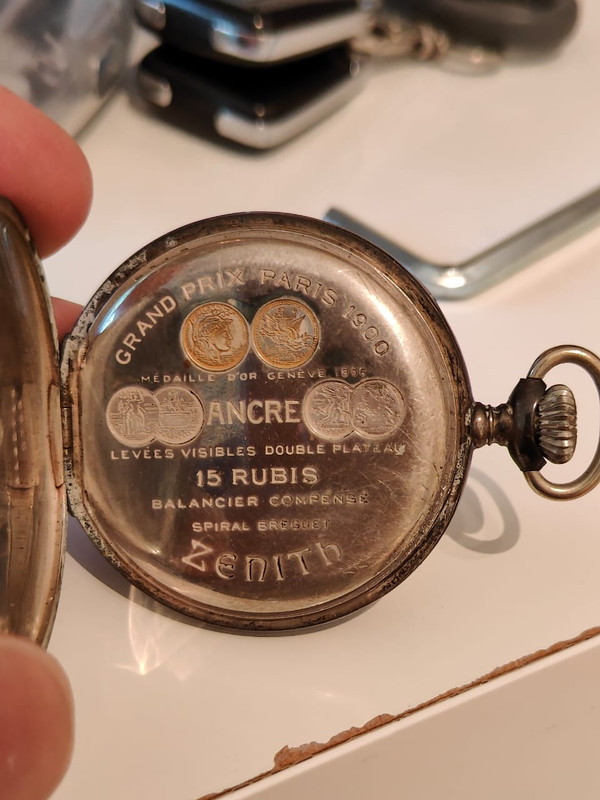 GRAND PRIX PARIS 1900
MÉDAILLE D'OR GENÈVE 1896
ANCRE
LEVÉES VISIBLES DOUBLE PLATEAU
15 RUBIS
BALANCIER COMPENSÉ
SPIRAL BREGUET
ZENITh